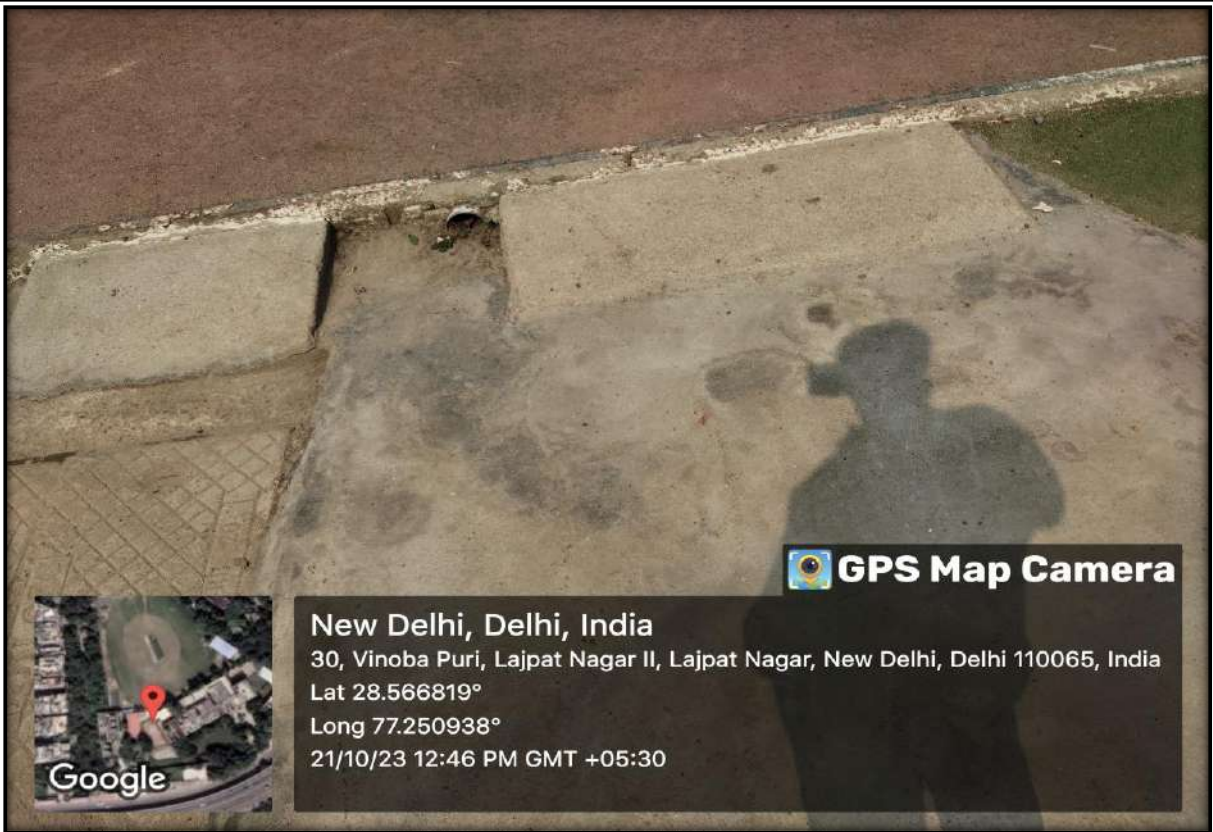 GPS Map Camera
New Delhi, Delhi, India
30, Vinoba Puri, Lajpat Nagar II, Lajpat Nagar, New Delhi, Delhi 110065, India
Lat 28.566819°
Long 77.250938°
21/10/23 12:46 PM GMT +05:30
Google